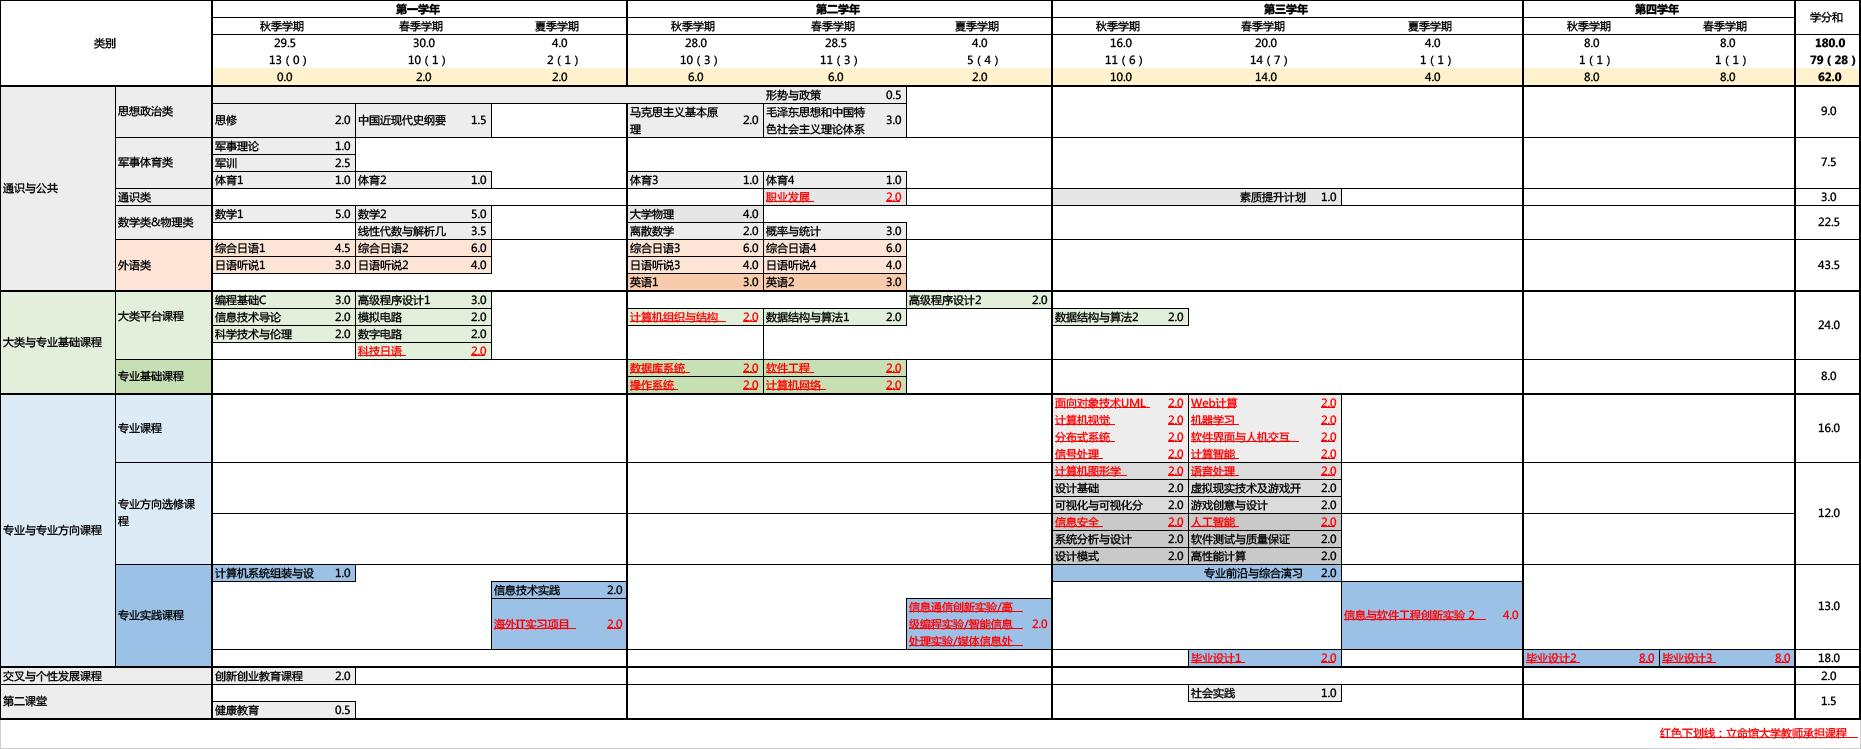 类别 第一学年 第二学年 第三学年 第四学年 学分和
秋季学期 春季学期 夏季学期 秋季学期 春季学期 夏季学期 秋季学期 春季学期 夏季学期 秋季学期 春季学期
29.5 30.0 4.0 28.0 28.5 4.0 16.0 20.0 4.0 8.0 8.0 180.0
13（0） 10（1） 2（1） 10（3） 11（3） 5（4） 11（6） 14（7） 1（1） 1（1） 1（1） 79（28）
0.0 2.0 2.0 6.0 6.0 2.0 10.0 14.0 4.0 8.0 8.0 62.0
通识与公共
思想政治类 形势与政策 0.5 9.0
思修 2.0 中国近现代史纲要 1.5 马克思主义基本原
理 2.0 毛泽东思想和中国特
色社会主义理论体系 3.0
军事体育类 军事理论 1.0 7.5
军训 2.5
体育1 1.0 体育2 1.0 体育3 1.0 体育4 1.0
通识类 职业发展 2.0 素质提升计划 1.0 3.0
数学类&物理类 数学1 5.0 数学2 5.0 大学物理 4.0 22.5
线性代数与解析几 3.5 离散数学 2.0 概率与统计 3.0
外语类 综合日语1 4.5 综合日语2 6.0 综合日语3 6.0 综合日语4 6.0 43.5
日语听说1 3.0 日语听说2 4.0 日语听说3 4.0 日语听说4 4.0
英语1 3.0 英语2 3.0
大类与专业基础课程
大类平台课程 编程基础C 3.0 高级程序设计1 3.0 高级程序设计2 2.0 24.0
信息技术导论 2.0 模拟电路 2.0 计算机组织与结构 2.0 数据结构与算法1 2.0 数据结构与算法2 2.0
科学技术与伦理 2.0 数字电路 2.0
科技日语 2.0
专业基础课程 数据库系统 2.0 软件工程 2.0 8.0
操作系统 2.0 计算机网络 2.0
专业与专业方向课程
专业课程 面向对象技术UML 2.0 Web计算 2.0 16.0
计算机视觉 2.0 机器学习 2.0
分布式系统 2.0 软件界面与人机交互 2.0
信号处理 2.0 计算智能 2.0
专业方向选修课
程 计算机图形学 2.0 语音处理 2.0 12.0
设计基础 2.0 虚拟现实技术及游戏开 2.0
可视化与可视化分 2.0 游戏创意与设计 2.0
信息安全 2.0 人工智能 2.0
系统分析与设计 2.0 软件测试与质量保证 2.0
设计模式 2.0 高性能计算 2.0
专业实践课程 计算机系统组装与设 1.0 专业前沿与综合演习 2.0 13.0
信息技术实践 2.0
海外IT实习项目 2.0 信息通信创新实验/高
级编程实验/智能信息 2.0
处理实验/媒体信息处
信息与软件工程创新实验 2 4.0
毕业设计1 2.0 毕业设计2 8.0 毕业设计3 8.0 18.0
交叉与个性发展课程 创新创业教育课程 2.0 2.0
第二课堂 社会实践 1.0 1.5
健康教育 0.5
红色下划线：立命馆大学教师承担课程